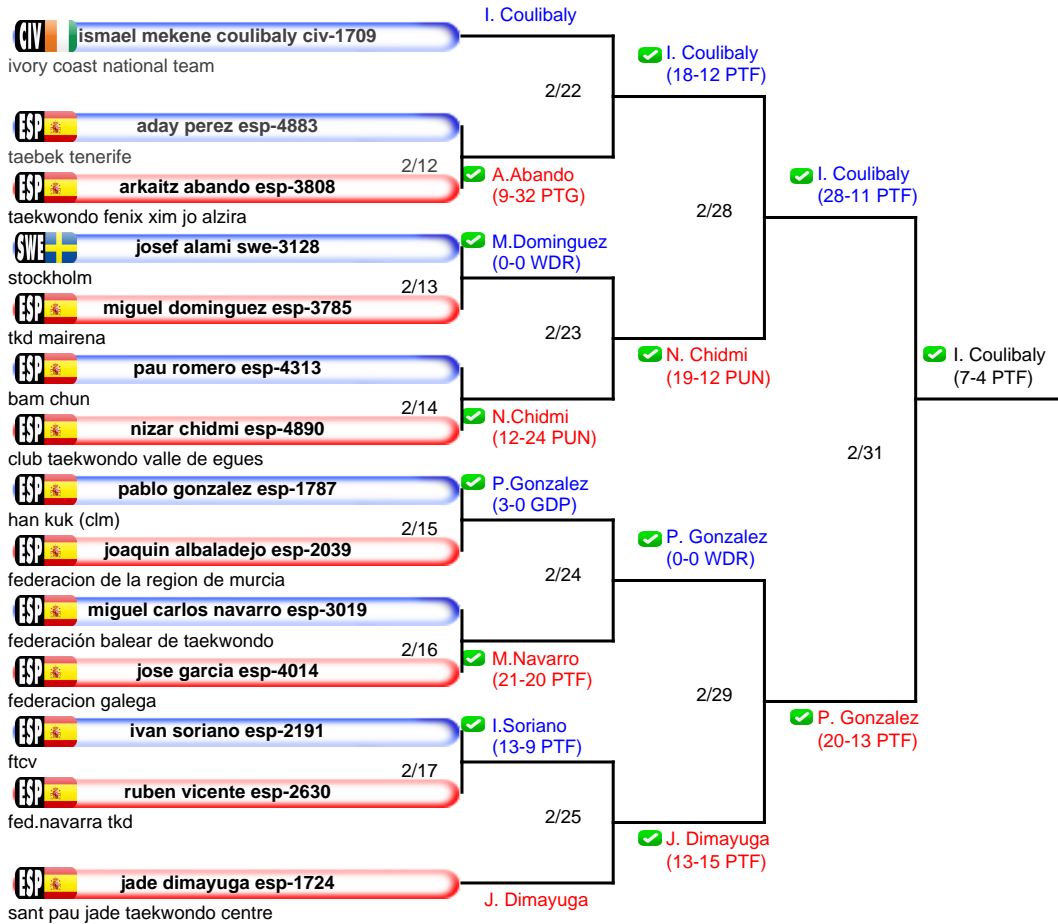 I. Coulibaly
CIV ismael mekene coulibaly civ-1709
ivory coast national team
I. Coulibaly
(18-12 PTF)
2/22
ESP aday perez esp-4883
taebek tenerife
2/12
A.Abando
(9-32 PTG)
ESP arkaitz abando esp-3808
taekwondo fenix xim jo alzira
I. Coulibaly
(28-11 PTF)
2/28
SWE josef alami swe-3128
stockholm
M.Dominguez
(0-0 WDR)
2/13
ESP miguel dominguez esp-3785
tkd mairena
2/23
N. Chidmi
(19-12 PUN)
I. Coulibaly
(7-4 PTF)
ESP pau romero esp-4313
bam chun
2/14
N.Chidmi
(12-24 PUN)
ESP nizar chidmi esp-4890
club taekwondo valle de egues
2/31
ESP pablo gonzalez esp-1787
han kuk (clm)
P.Gonzalez
(3-0 GDP)
2/15
ESP joaquin albaladejo esp-2039
federacion de la region de murcia
P. Gonzalez
(0-0 WDR)
2/24
ESP miguel carlos navarro esp-3019
federación balear de taekwondo
2/16
M.Navarro
(21-20 PTF)
ESP jose garcia esp-4014
federacion galega
2/29
P. Gonzalez
(20-13 PTF)
ESP ivan soriano esp-2191
ftcv
I.Soriano
(13-9 PTF)
2/17
ESP ruben vicente esp-2630
fed.navarra tkd
2/25
J. Dimayuga
(13-15 PTF)
ESP jade dimayuga esp-1724
sant pau jade taekwondo centre
J. Dimayuga